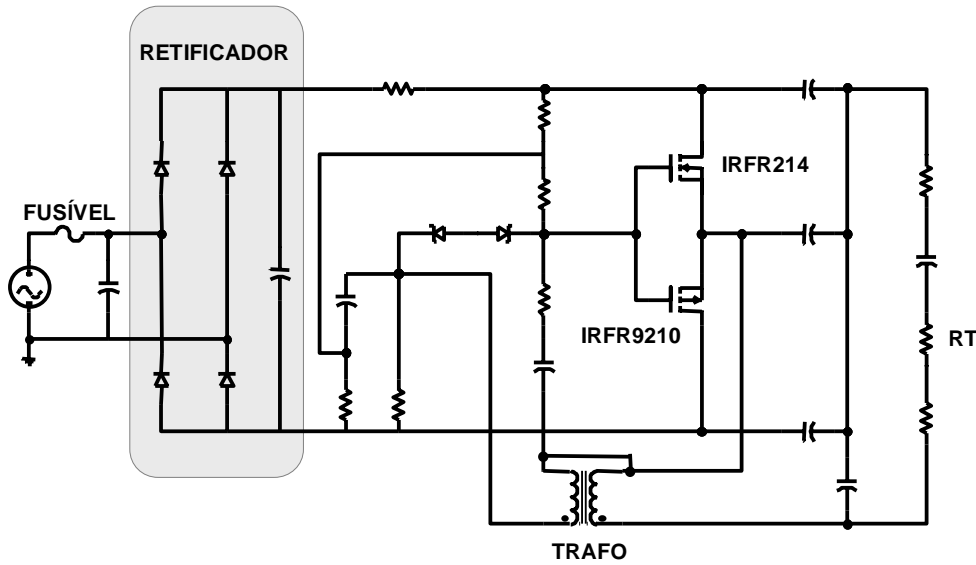 RETIFICADOR
IRFR214
FUSÍVEL
IRFR9210
RT
TRAFO